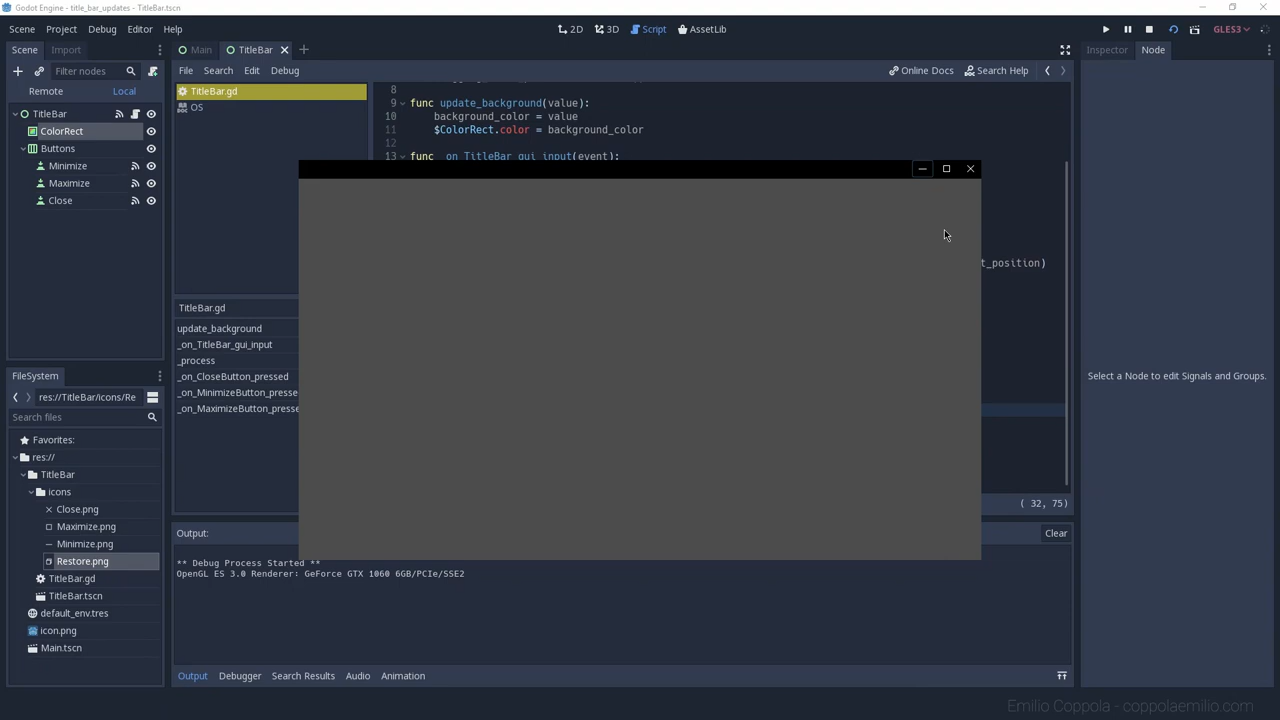 Godot Engine - title_bar_updates - TitleBar.tscn
Scene Project Debug Editor Help
2D 3D Script AssetLib
GLES3
Scene Import
Main TitleBar
Inspector Node
Filter nodes
File Search Edit Debug
Online Docs Search Help
Remote Local
TitleBar
ColorRect
Buttons
Minimize
Maximize
Close
TitleBar.gd
OS
8
9 func update_background(value):
10 background_color = value
11 $ColorRect.color = background_color
12
13 func _on_TitleBar_gui_input(event):
t_position)
TitleBar.gd
update_background
_on_TitleBar_gui_input
_process
_on_CloseButton_pressed
_on_MinimizeButton_presse
_on_MaximizeButton_presse
( 32, 75)
Select a Node to edit Signals and Groups.
FileSystem
res://TitleBar/icons/Re
Search files
Favorites:
res://
TitleBar
icons
Close.png
Maximize.png
Minimize.png
Restore.png
TitleBar.gd
TitleBar.tscn
default_env.tres
icon.png
Main.tscn
Output:
Clear
** Debug Process Started **
OpenGL ES 3.0 Renderer: GeForce GTX 1060 6GB/PCIe/SSE2
Output Debugger Search Results Audio Animation
Emilio Coppola - coppolaemilio.com